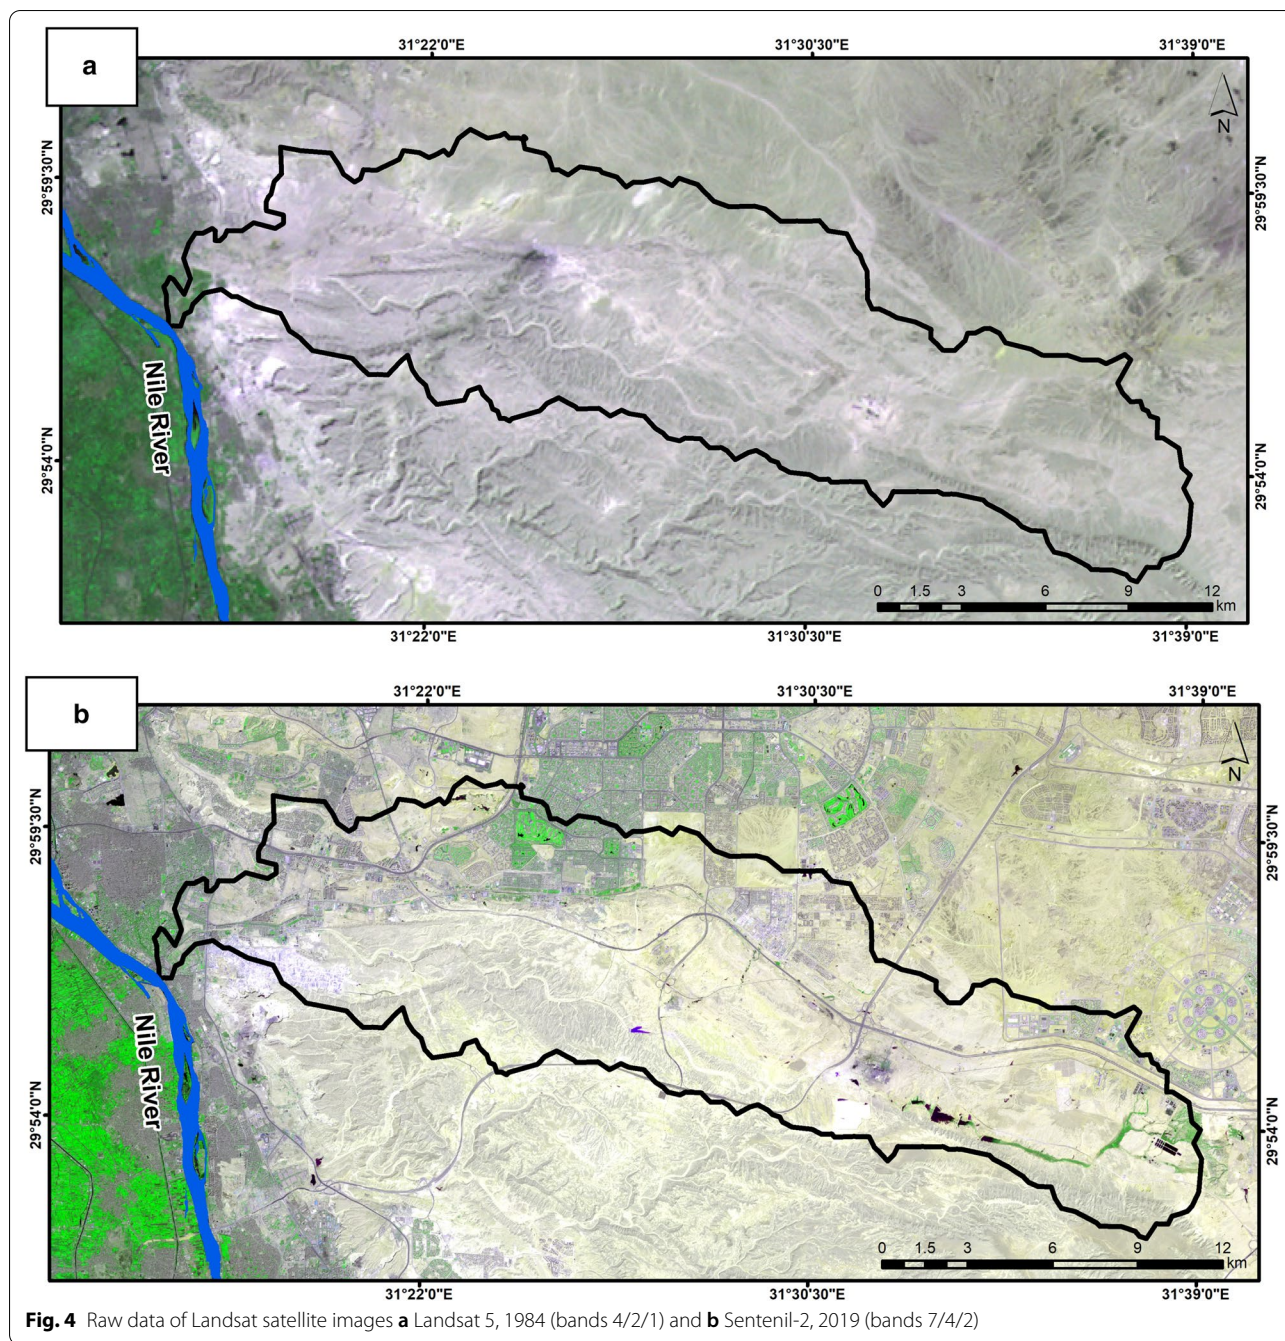 a
31°22'0"E 31°30'30"E 31°39'0"E
N
29°59'30"N 29°59'30"N
Nile River
29°54'0"N 29°54'0"N
0 1.5 3 6 9 12
km
31°22'0"E 31°30'30"E 31°39'0"E
b
31°22'0"E 31°30'30"E 31°39'0"E
N
29°59'30"N 29°59'30"N
Nile River
29°54'0"N 29°54'0"N
0 1.5 3 6 9 12
km
31°22'0"E 31°30'30"E 31°39'0"E
Fig. 4 Raw data of Landsat satellite images a Landsat 5, 1984 (bands 4/2/1) and b Sentenil-2, 2019 (bands 7/4/2)